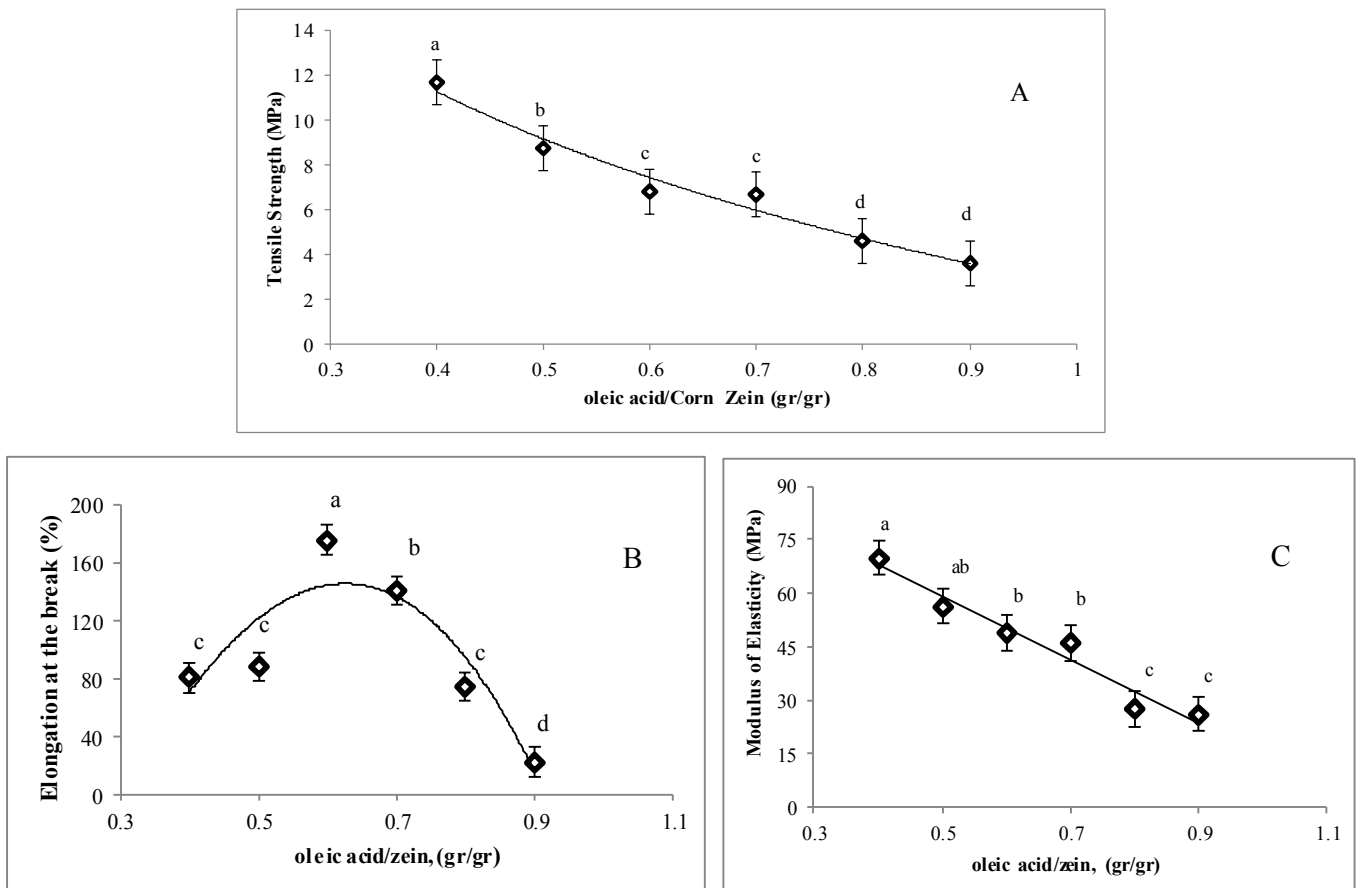 14
12
10
8
6
4
2
0
Tensile Strength (MPa)
a
b
c
c
d
d
A
0.3 0.4 0.5 0.6 0.7 0.8 0.9 1
oleic acid/Corn Zein (gr/gr)
200
160
120
80
40
0
Elongation at the break (%)
c
c
a
b
c
d
B
0.3 0.5 0.7 0.9 1.1
oleic acid/zein, (gr/gr)
90
75
60
45
30
15
0
Modulus of Elasticity (MPa)
a
ab
b
b
c
c
C
0.3 0.5 0.7 0.9 1.1
oleic acid/zein, (gr/gr)